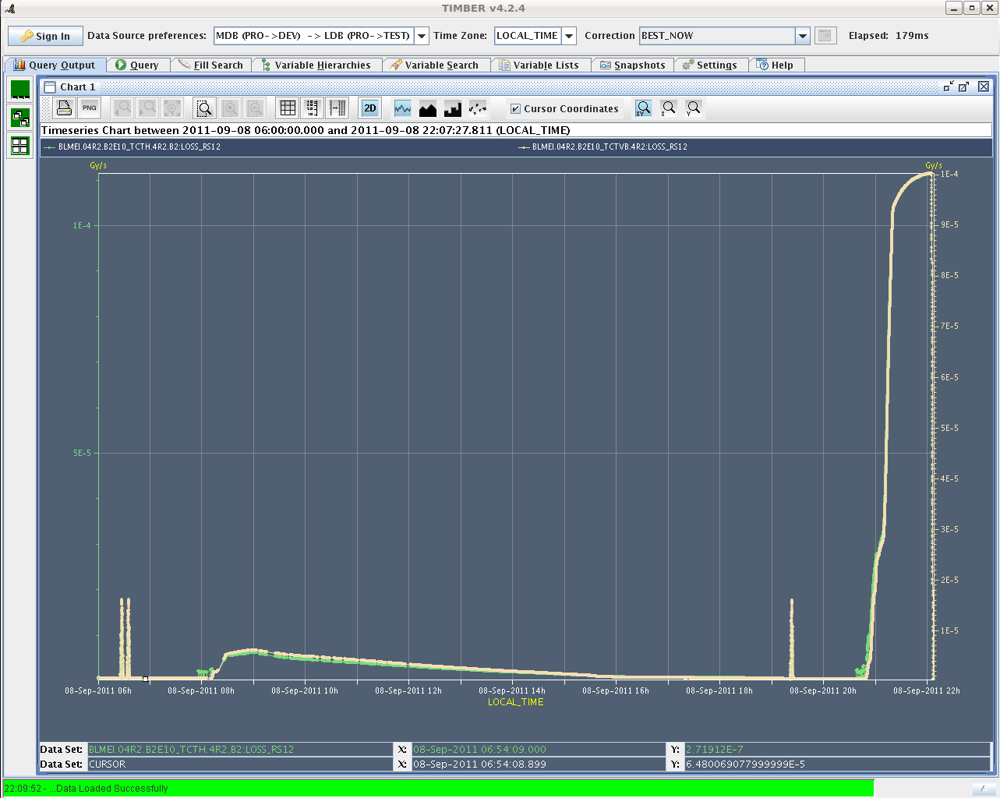 TIMBER v4.2.4
Sign In Data Source preferences: MDB (PRO->DEV) -> LDB (PRO->TEST) Time Zone: LOCAL_TIME Correction BEST_NOW Elapsed: 179ms
Query Output Query Fill Search Variable Hierarchies Variable Search Variable Lists Snapshots Settings Help
Chart 1
PNG 2D Cursor Coordinates XY X Y
Timeseries Chart between 2011-09-08 06:00:00.000 and 2011-09-08 22:07:27.811 (LOCAL_TIME)
BLMEI.04R2.B2E10_TCTH.4R2.B2:LOSS_RS12 BLMEI.04R2.B2E10_TCTVB.4R2:LOSS_RS12
Gy/s Gy/s
1E-4
1E-4 9E-5
8E-5
7E-5
6E-5
5E-5
5E-5
4E-5
3E-5
2E-5
1E-5
08-Sep-2011 06h 08-Sep-2011 08h 08-Sep-2011 10h 08-Sep-2011 12h 08-Sep-2011 14h 08-Sep-2011 16h 08-Sep-2011 18h 08-Sep-2011 20h 08-Sep-2011 22h
LOCAL_TIME
Data Set: BLMEI.04R2.B2E10_TCTH.4R2.B2:LOSS_RS12 X: 08-Sep-2011 06:54:09.000 Y: 2.71912E-7
Data Set: CURSOR X: 08-Sep-2011 06:54:08.899 Y: 6.480069077999999E-5
22:09:52 - ...Data Loaded Successfully